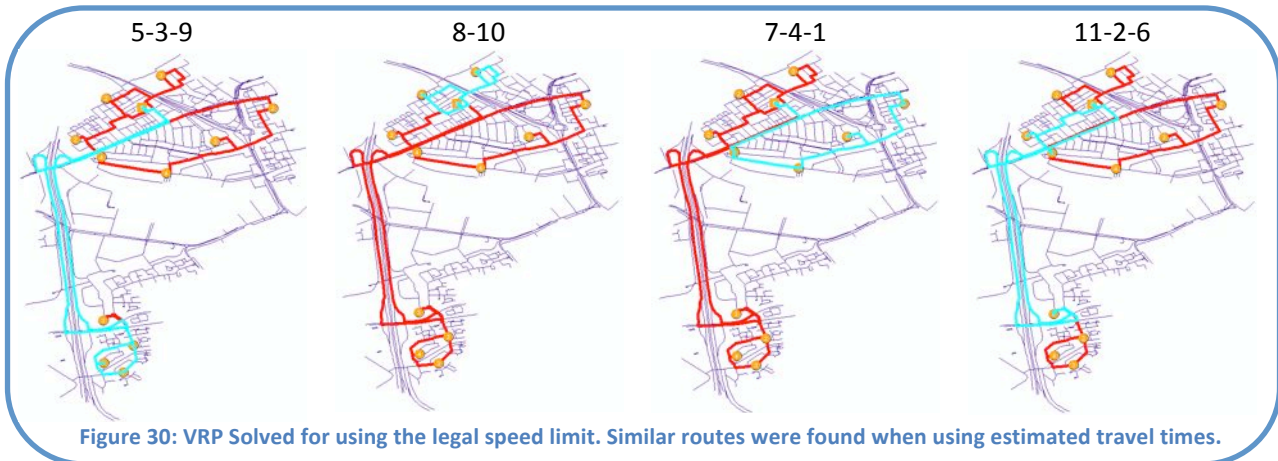 5-3-9 8-10 7-4-1 11-2-6
Figure 30: VRP Solved for using the legal speed limit. Similar routes were found when using estimated travel times.